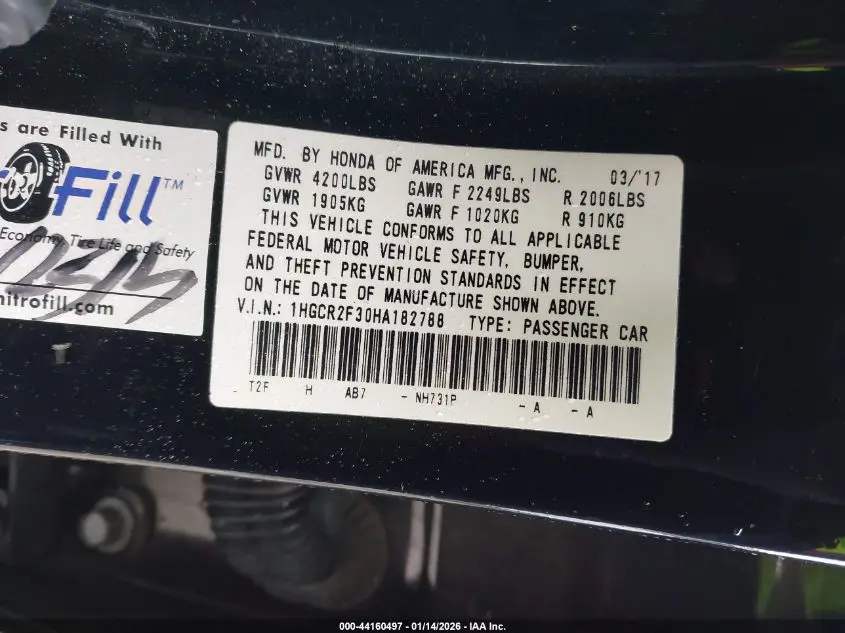 s are Filled With
Fill™
Economy, Tire Life and Safety
nitrofill.com
MFD. BY HONDA OF AMERICA MFG., INC. 03/'17
GVWR 4200LBS GAWR F 2249LBS R 2006LBS
GVWR 1905KG GAWR F 1020KG R 910KG
THIS VEHICLE CONFORMS TO ALL APPLICABLE
FEDERAL MOTOR VEHICLE SAFETY, BUMPER,
AND THEFT PREVENTION STANDARDS IN EFFECT
ON THE DATE OF MANUFACTURE SHOWN ABOVE.
V.I.N.: 1HGCR2F30HA182788 TYPE: PASSENGER CAR
T2F H AB7 - NH731P - A - A
000-44160497 - 01/14/2026 - IAA Inc.